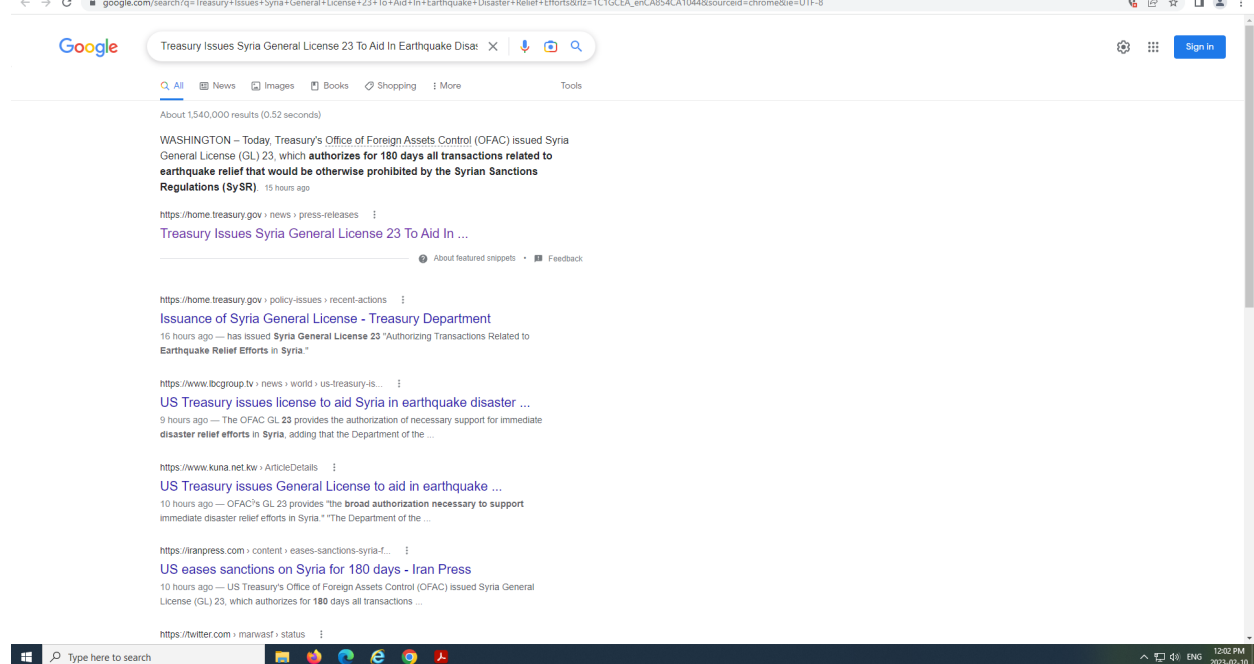 google.com/search?q=Treasury+Issues+Syria+General+License+23+To+Aid+In+Earthquake+Disaster+Relief+Efforts&rlz=1C1GCEA_enCA854CA1044&sourceid=chrome&ie=UTF-8
Google
Treasury Issues Syria General License 23 To Aid In Earthquake Disas
Sign in
All News Images Books Shopping More Tools
About 1,540,000 results (0.52 seconds)
WASHINGTON – Today, Treasury's Office of Foreign Assets Control (OFAC) issued Syria
General License (GL) 23, which authorizes for 180 days all transactions related to
earthquake relief that would be otherwise prohibited by the Syrian Sanctions
Regulations (SySR). 15 hours ago
https://home.treasury.gov › news › press-releases
Treasury Issues Syria General License 23 To Aid In ...
About featured snippets • Feedback
https://home.treasury.gov › policy-issues › recent-actions
Issuance of Syria General License - Treasury Department
16 hours ago — has issued Syria General License 23 "Authorizing Transactions Related to
Earthquake Relief Efforts in Syria."
https://www.lbcgroup.tv › news › world › us-treasury-is...
US Treasury issues license to aid Syria in earthquake disaster ...
9 hours ago — The OFAC GL 23 provides the authorization of necessary support for immediate
disaster relief efforts in Syria, adding that the Department of the ...
https://www.kuna.net.kw › ArticleDetails
US Treasury issues General License to aid in earthquake ...
10 hours ago — OFAC?s GL 23 provides "the broad authorization necessary to support
immediate disaster relief efforts in Syria." "The Department of the ...
https://iranpress.com › content › eases-sanctions-syria-f...
US eases sanctions on Syria for 180 days - Iran Press
10 hours ago — US Treasury's Office of Foreign Assets Control (OFAC) issued Syria General
License (GL) 23, which authorizes for 180 days all transactions ...
https://twitter.com › marwasf › status
Type here to search
ENG
12:02 PM
2023-02-10